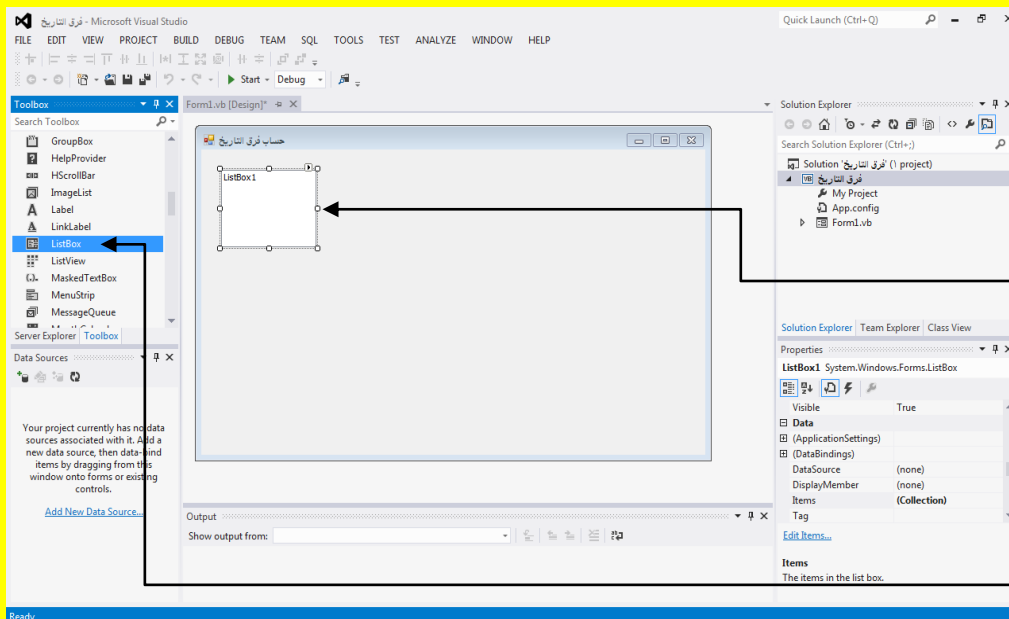 فرق التاريخ - Microsoft Visual Studio
Quick Launch (Ctrl+Q)
FILE EDIT VIEW PROJECT BUILD DEBUG TEAM SQL TOOLS TEST ANALYZE WINDOW HELP
Start Debug
Toolbox
Search Toolbox
GroupBox
HelpProvider
HScrollBar
ImageList
Label
LinkLabel
ListBox
ListView
MaskedTextBox
MenuStrip
MessageQueue
Server Explorer Toolbox
Data Sources
Your project currently has no data
sources associated with it. Add a
new data source, then data-bind
items by dragging from this
window onto forms or existing
controls.
Add New Data Source...
Form1.vb [Design]*
حساب فرق التاريخ
ListBox1
Output
Show output from:
Solution Explorer
Search Solution Explorer (Ctrl+;)
Solution 'فرق التاريخ' (١ project)
فرق التاريخ
My Project
App.config
Form1.vb
Solution Explorer Team Explorer Class View
Properties
ListBox1 System.Windows.Forms.ListBox
Visible True
Data
(ApplicationSettings)
(DataBindings)
DataSource (none)
DisplayMember (none)
Items (Collection)
Tag
Edit Items...
Items
The items in the list box.
Ready